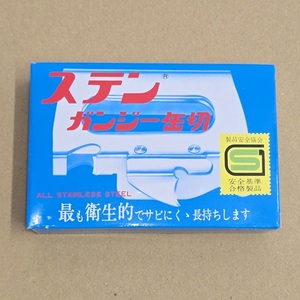 ステン®
ガンジー缶切
製品安全協会
S
安全基準
合格製品
ALL STAINLESS STEEL
最も衛生的でサビにくゝ長持ちします